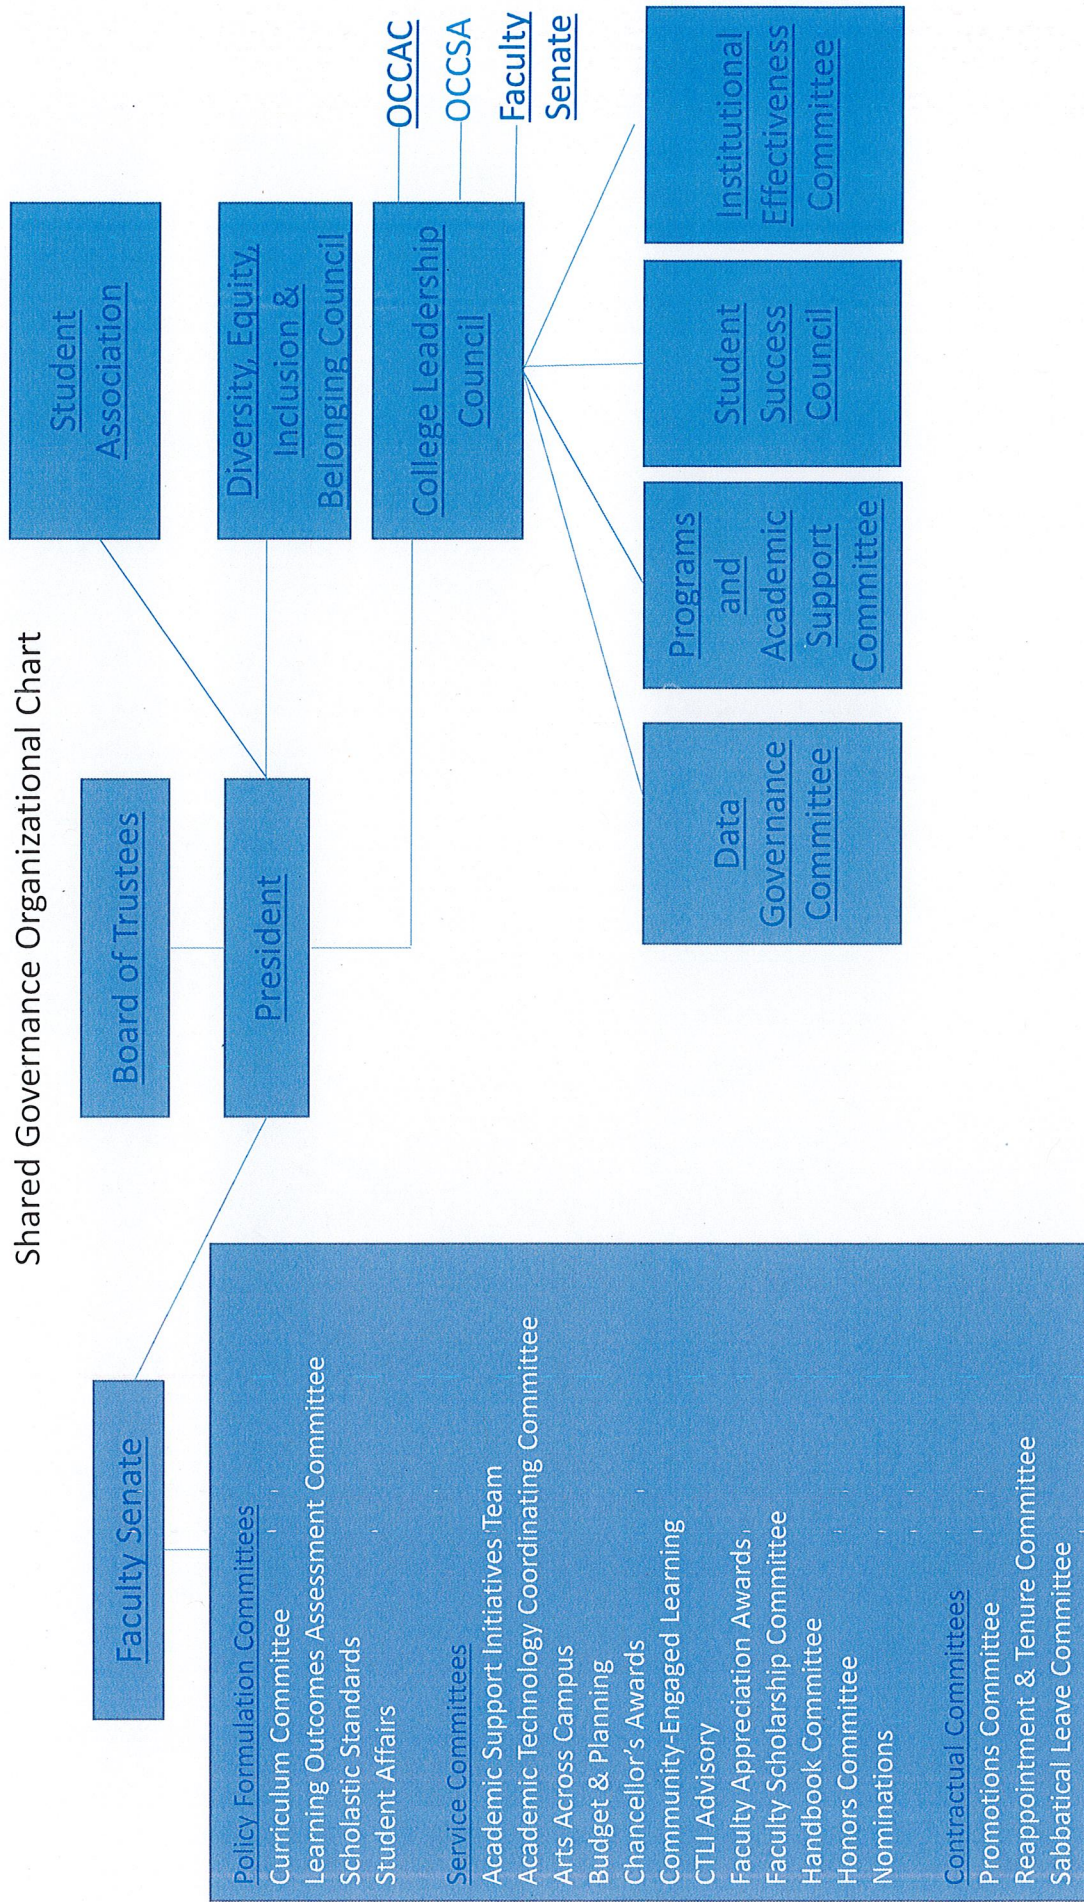 Shared Governance Organizational Chart
Faculty Senate
Board of Trustees
President
Student
Association
Diversity, Equity,
Inclusion &
Belonging Council
College Leadership
Council
OCCAC
OCCSA
Faculty
Senate
Policy Formulation Committees
Curriculum Committee
Learning Outcomes Assessment Committee
Scholastic Standards
Student Affairs
Service Committees
Academic Support Initiatives Team
Academic Technology Coordinating Committee
Arts Across Campus
Budget & Planning
Chancellor's Awards
Community-Engaged Learning
CTLI Advisory
Faculty Appreciation Awards
Faculty Scholarship Committee
Handbook Committee
Honors Committee
Nominations
Contractual Committees
Promotions Committee
Reappointment & Tenure Committee
Sabbatical Leave Committee
Data
Governance
Committee
Programs
and
Academic
Support
Committee
Student
Success
Council
Institutional
Effectiveness
Committee